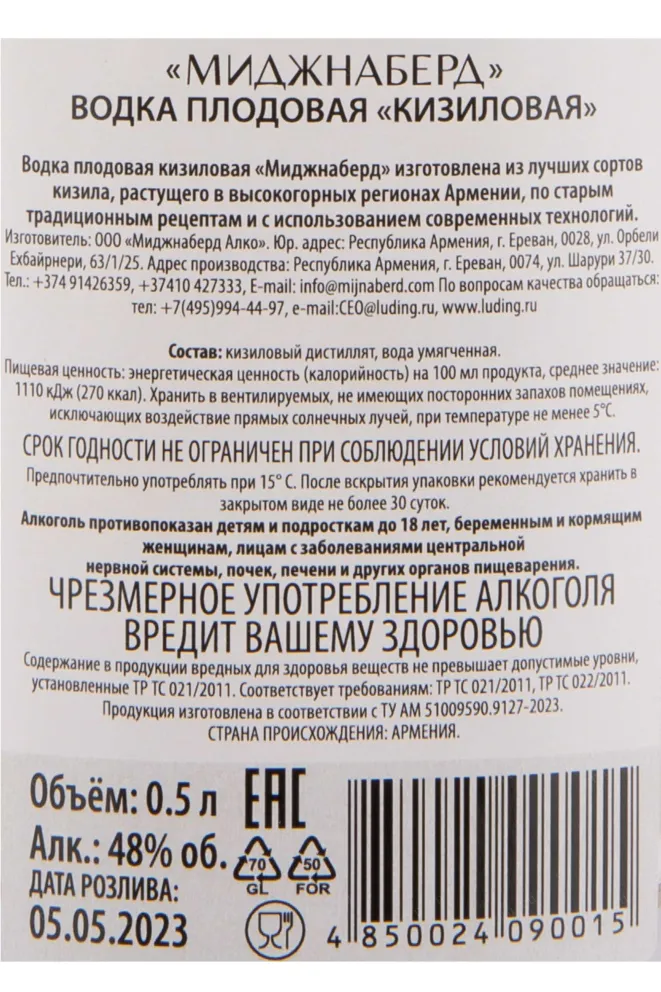 «МИДЖНАБЕРД»
ВОДКА ПЛОДОВАЯ «КИЗИЛОВАЯ»
Водка плодовая кизиловая «Миджнаберд» изготовлена из лучших сортов
кизила, растущего в высокогорных регионах Армении, по старым
традиционным рецептам и с использованием современных технологий.
Изготовитель: ООО «Миджнаберд Алко». Юр. адрес: Республика Армения, г. Ереван, 0028, ул. Орбели
Ехбайрнери, 63/1/25. Адрес производства: Республика Армения, г. Ереван, 0074, ул. Шарури 37/30.
Тел.: +374 91426359, +37410 427333, E-mail: info@mijnaberd.com По вопросам качества обращаться:
тел: +7(495)994-44-97, e-mail:CEO@luding.ru, www.luding.ru
Состав: кизиловый дистиллят, вода умягченная.
Пищевая ценность: энергетическая ценность (калорийность) на 100 мл продукта, среднее значение:
1110 кДж (270 ккал). Хранить в вентилируемых, не имеющих посторонних запахов помещениях,
исключающих воздействие прямых солнечных лучей, при температуре не менее 5°С.
СРОК ГОДНОСТИ НЕ ОГРАНИЧЕН ПРИ СОБЛЮДЕНИИ УСЛОВИЙ ХРАНЕНИЯ.
Предпочтительно употреблять при 15° С. После вскрытия упаковки рекомендуется хранить в
закрытом виде не более 30 суток.
Алкоголь противопоказан детям и подросткам до 18 лет, беременным и кормящим
женщинам, лицам с заболеваниями центральной
нервной системы, почек, печени и других органов пищеварения.
ЧРЕЗМЕРНОЕ УПОТРЕБЛЕНИЕ АЛКОГОЛЯ
ВРЕДИТ ВАШЕМУ ЗДОРОВЬЮ
Содержание в продукции вредных для здоровья веществ не превышает допустимые уровни,
установленные ТР ТС 021/2011. Соответствует требованиям: ТР ТС 021/2011, ТР ТС 022/2011.
Продукция изготовлена в соответствии с ТУ АМ 51009590.9127-2023.
СТРАНА ПРОИСХОЖДЕНИЯ: АРМЕНИЯ.
Объём: 0.5 л
EAC
Алк.: 48% об.
70 50
GL FOR
ДАТА РОЗЛИВА:
05.05.2023
4 850024 090015